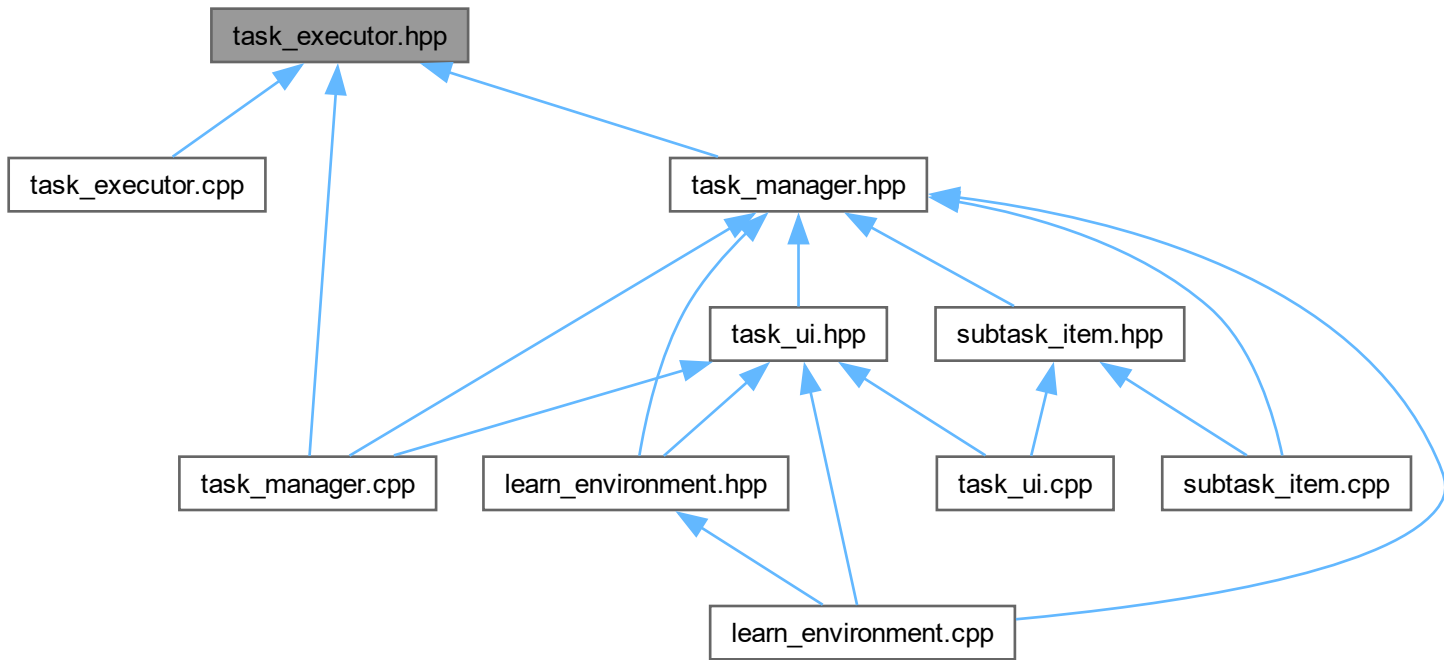 task_executor.hpp
task_executor.cpp
task_manager.hpp
task_ui.hpp
subtask_item.hpp
task_manager.cpp
learn_environment.hpp
task_ui.cpp
subtask_item.cpp
learn_environment.cpp